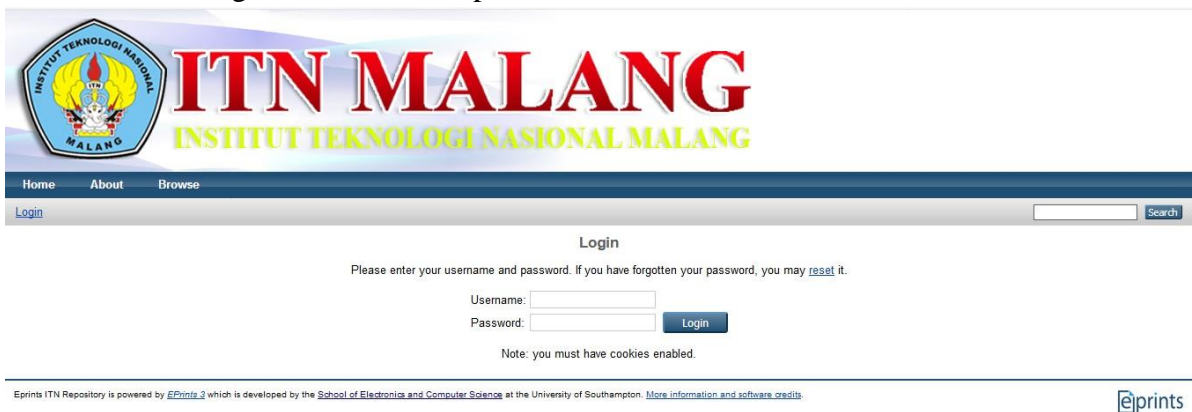 INSTITUT TEKNOLOGI NASIONAL
ITN
MALANG
ITN MALANG
INSTITUT TEKNOLOGI NASIONAL MALANG
Home About Browse
Login Search
Login
Please enter your username and password. If you have forgotten your password, you may reset it.
Username:
Password: Login
Note: you must have cookies enabled.
Eprints ITN Repository is powered by EPrints 3 which is developed by the School of Electronics and Computer Science at the University of Southampton. More information and software credits.
eprints